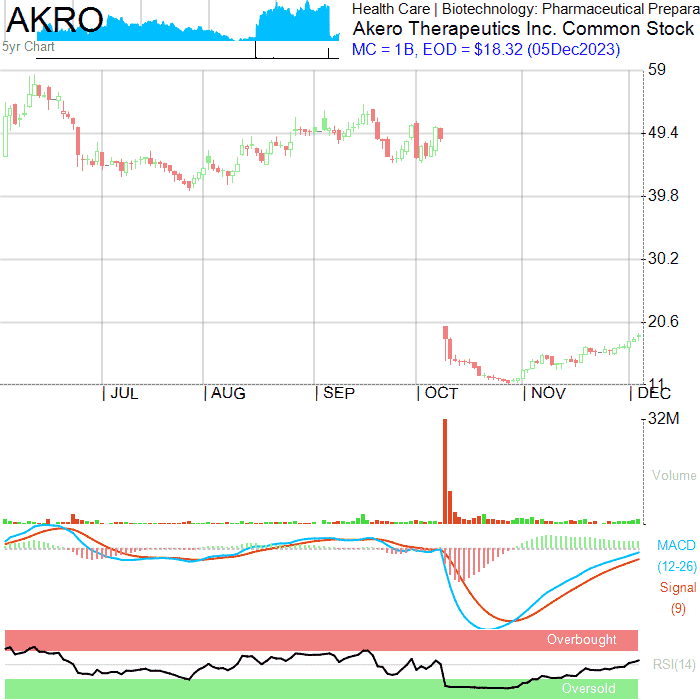 AKRO
5yr Chart
Health Care | Biotechnology: Pharmaceutical Prepara
Akero Therapeutics Inc. Common Stock
MC = 1B, EOD = $18.32 (05Dec2023)
59
49.4
39.8
30.2
20.6
11
| JUL | AUG | SEP | OCT | NOV | DEC
32M
Volume
MACD
(12-26)
Signal
(9)
Overbought
RSI(14)
Oversold